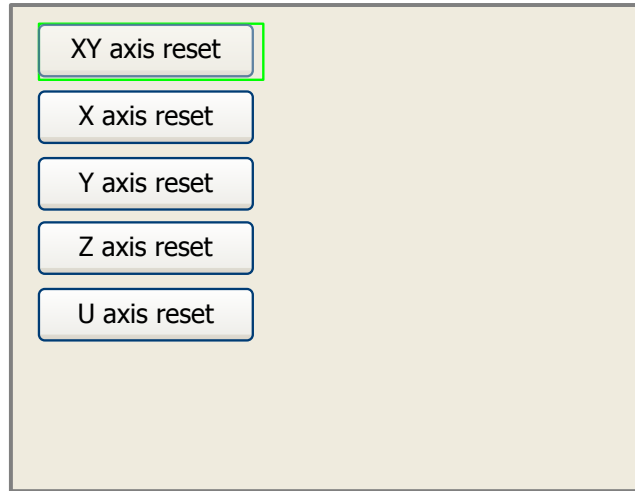 XY axis reset
X axis reset
Y axis reset
Z axis reset
U axis reset